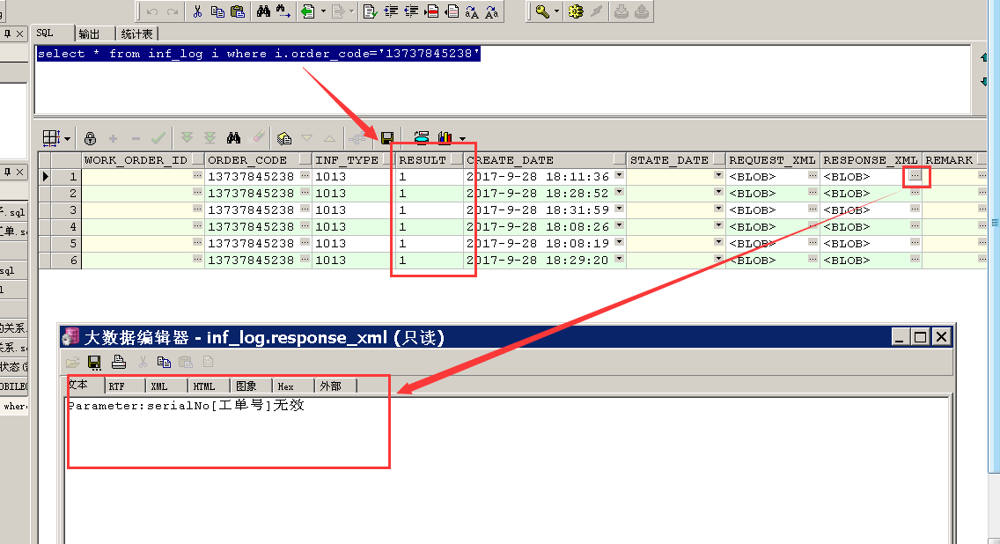 SQL 输出 统计表
select * from inf_log i where i.order_code='13737845238'
WORK_ORDER_ID ORDER_CODE INF_TYPE RESULT CREATE_DATE STATE_DATE REQUEST_XML RESPONSE_XML REMARK
1 13737845238 1013 1 2017-9-28 18:11:36 <BLOB> <BLOB>
2 13737845238 1013 1 2017-9-28 18:28:52 <BLOB> <BLOB>
3 13737845238 1013 1 2017-9-28 18:31:59 <BLOB> <BLOB>
4 13737845238 1013 1 2017-9-28 18:08:26 <BLOB> <BLOB>
5 13737845238 1013 1 2017-9-28 18:08:19 <BLOB> <BLOB>
6 13737845238 1013 1 2017-9-28 18:29:20 <BLOB> <BLOB>
.sql
工单.s
sql
的关系.
关系.s
状态(
OBILE
wher
大数据编辑器 - inf_log.response_xml (只读)
文本 RTF XML HTML 图象 Hex 外部
Parameter:serialNo[工单号]无效